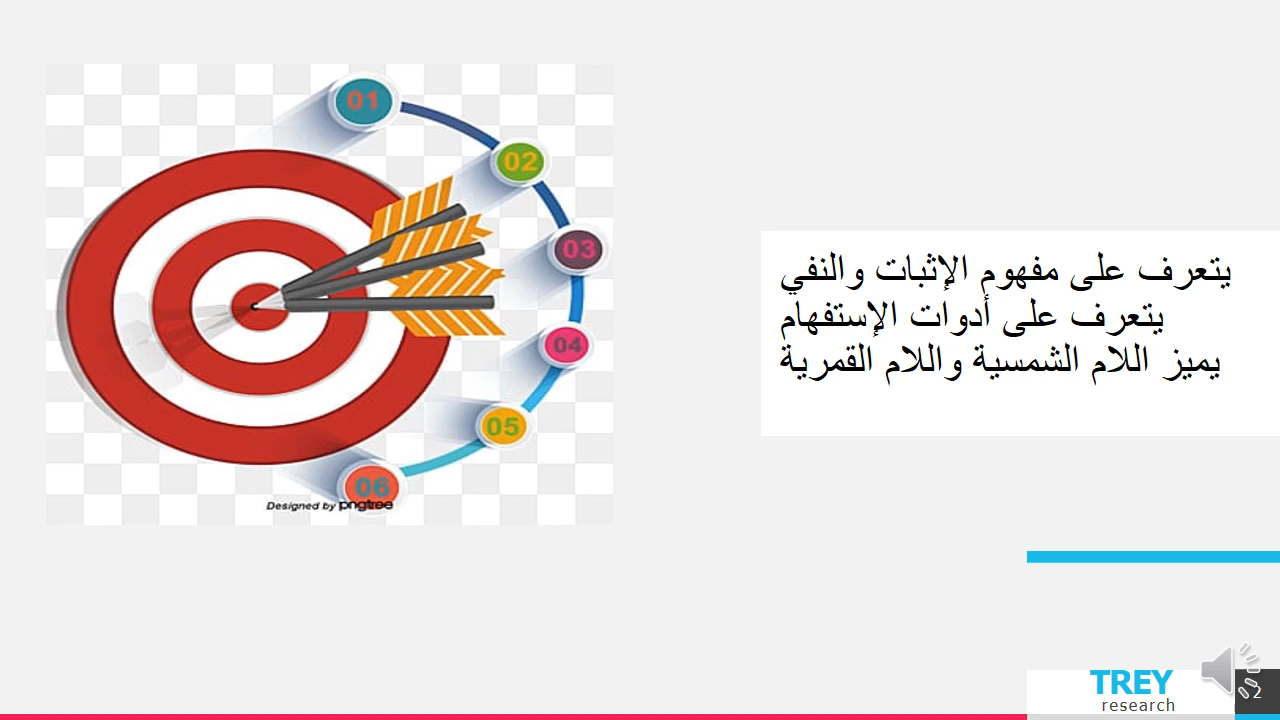 01
02
03
04
05
06
Designed by pngtree
يتعرف على مفهوم الإثبات والنفي
يتعرف على أدوات الإستفهام
يميز اللام الشمسية واللام القمرية
TREY
research
2